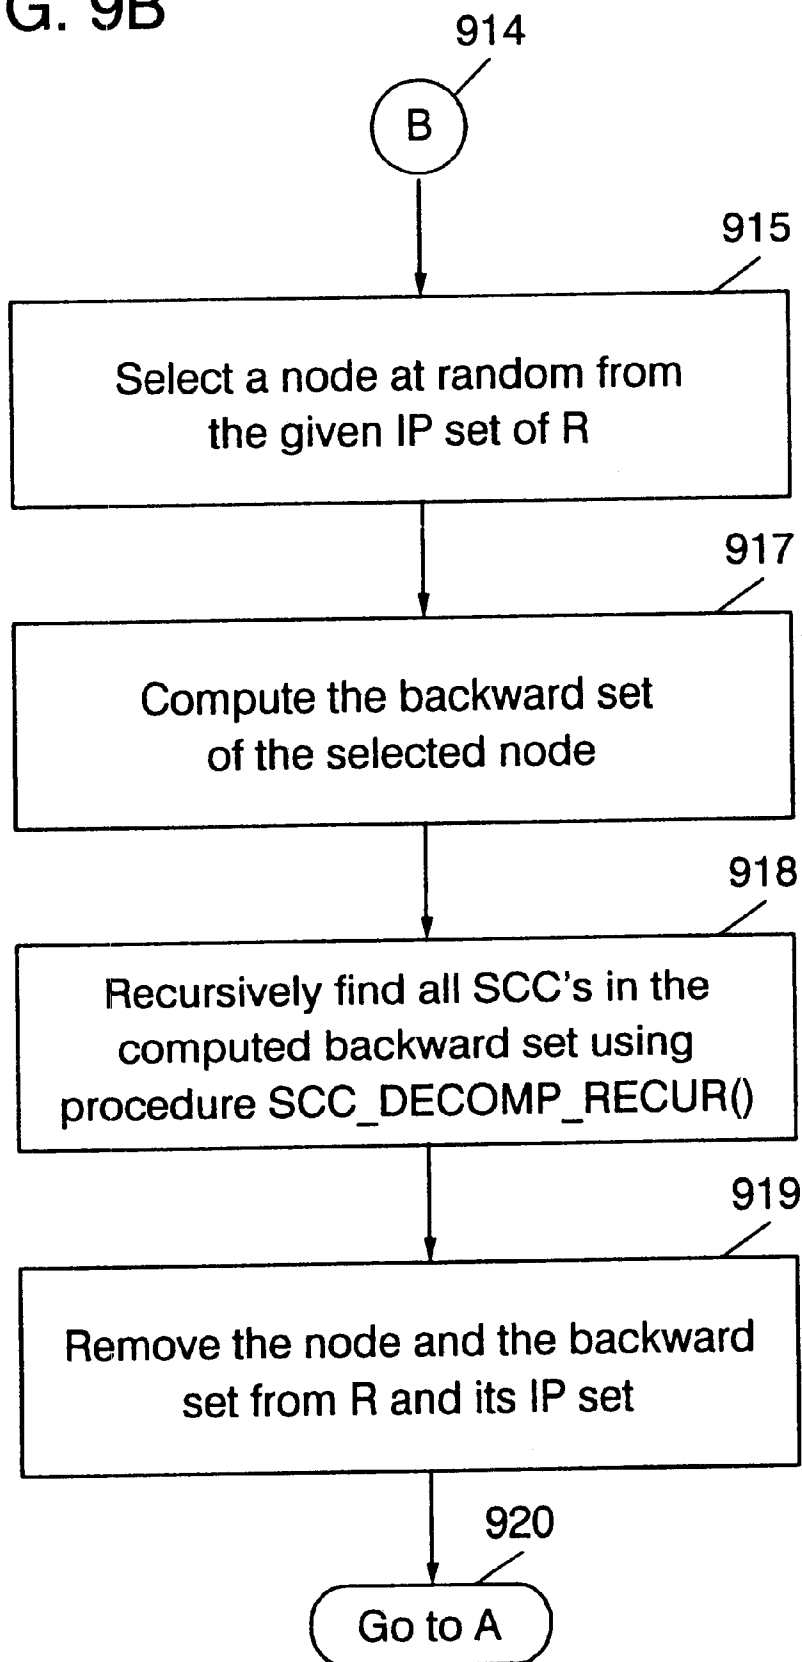 G. 9B
914
B
915
Select a node at random from
the given IP set of R
917
Compute the backward set
of the selected node
918
Recursively find all SCC's in the
computed backward set using
procedure SCC_DECOMP_RECUR()
919
Remove the node and the backward
set from R and its IP set
920
Go to A